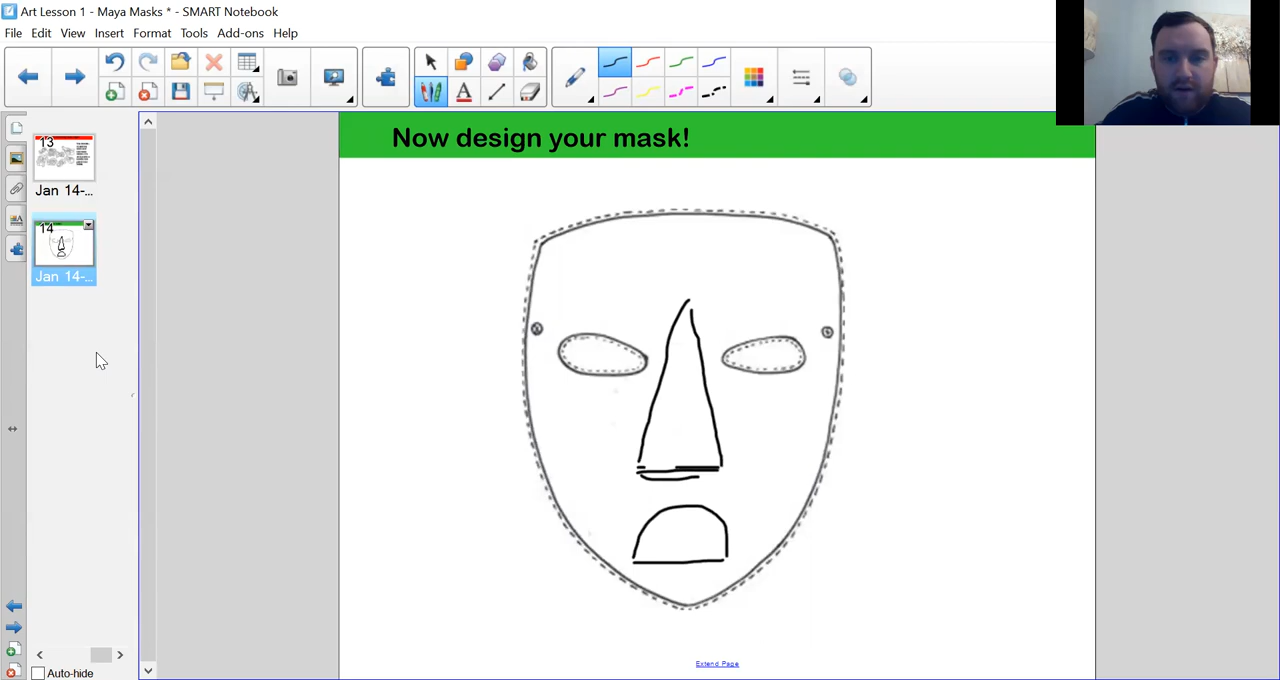 Art Lesson 1 - Maya Masks * - SMART Notebook
File Edit View Insert Format Tools Add-ons Help
Now design your mask!
13
Jan 14-...
14
Jan 14-...
Extend Page
Auto-hide